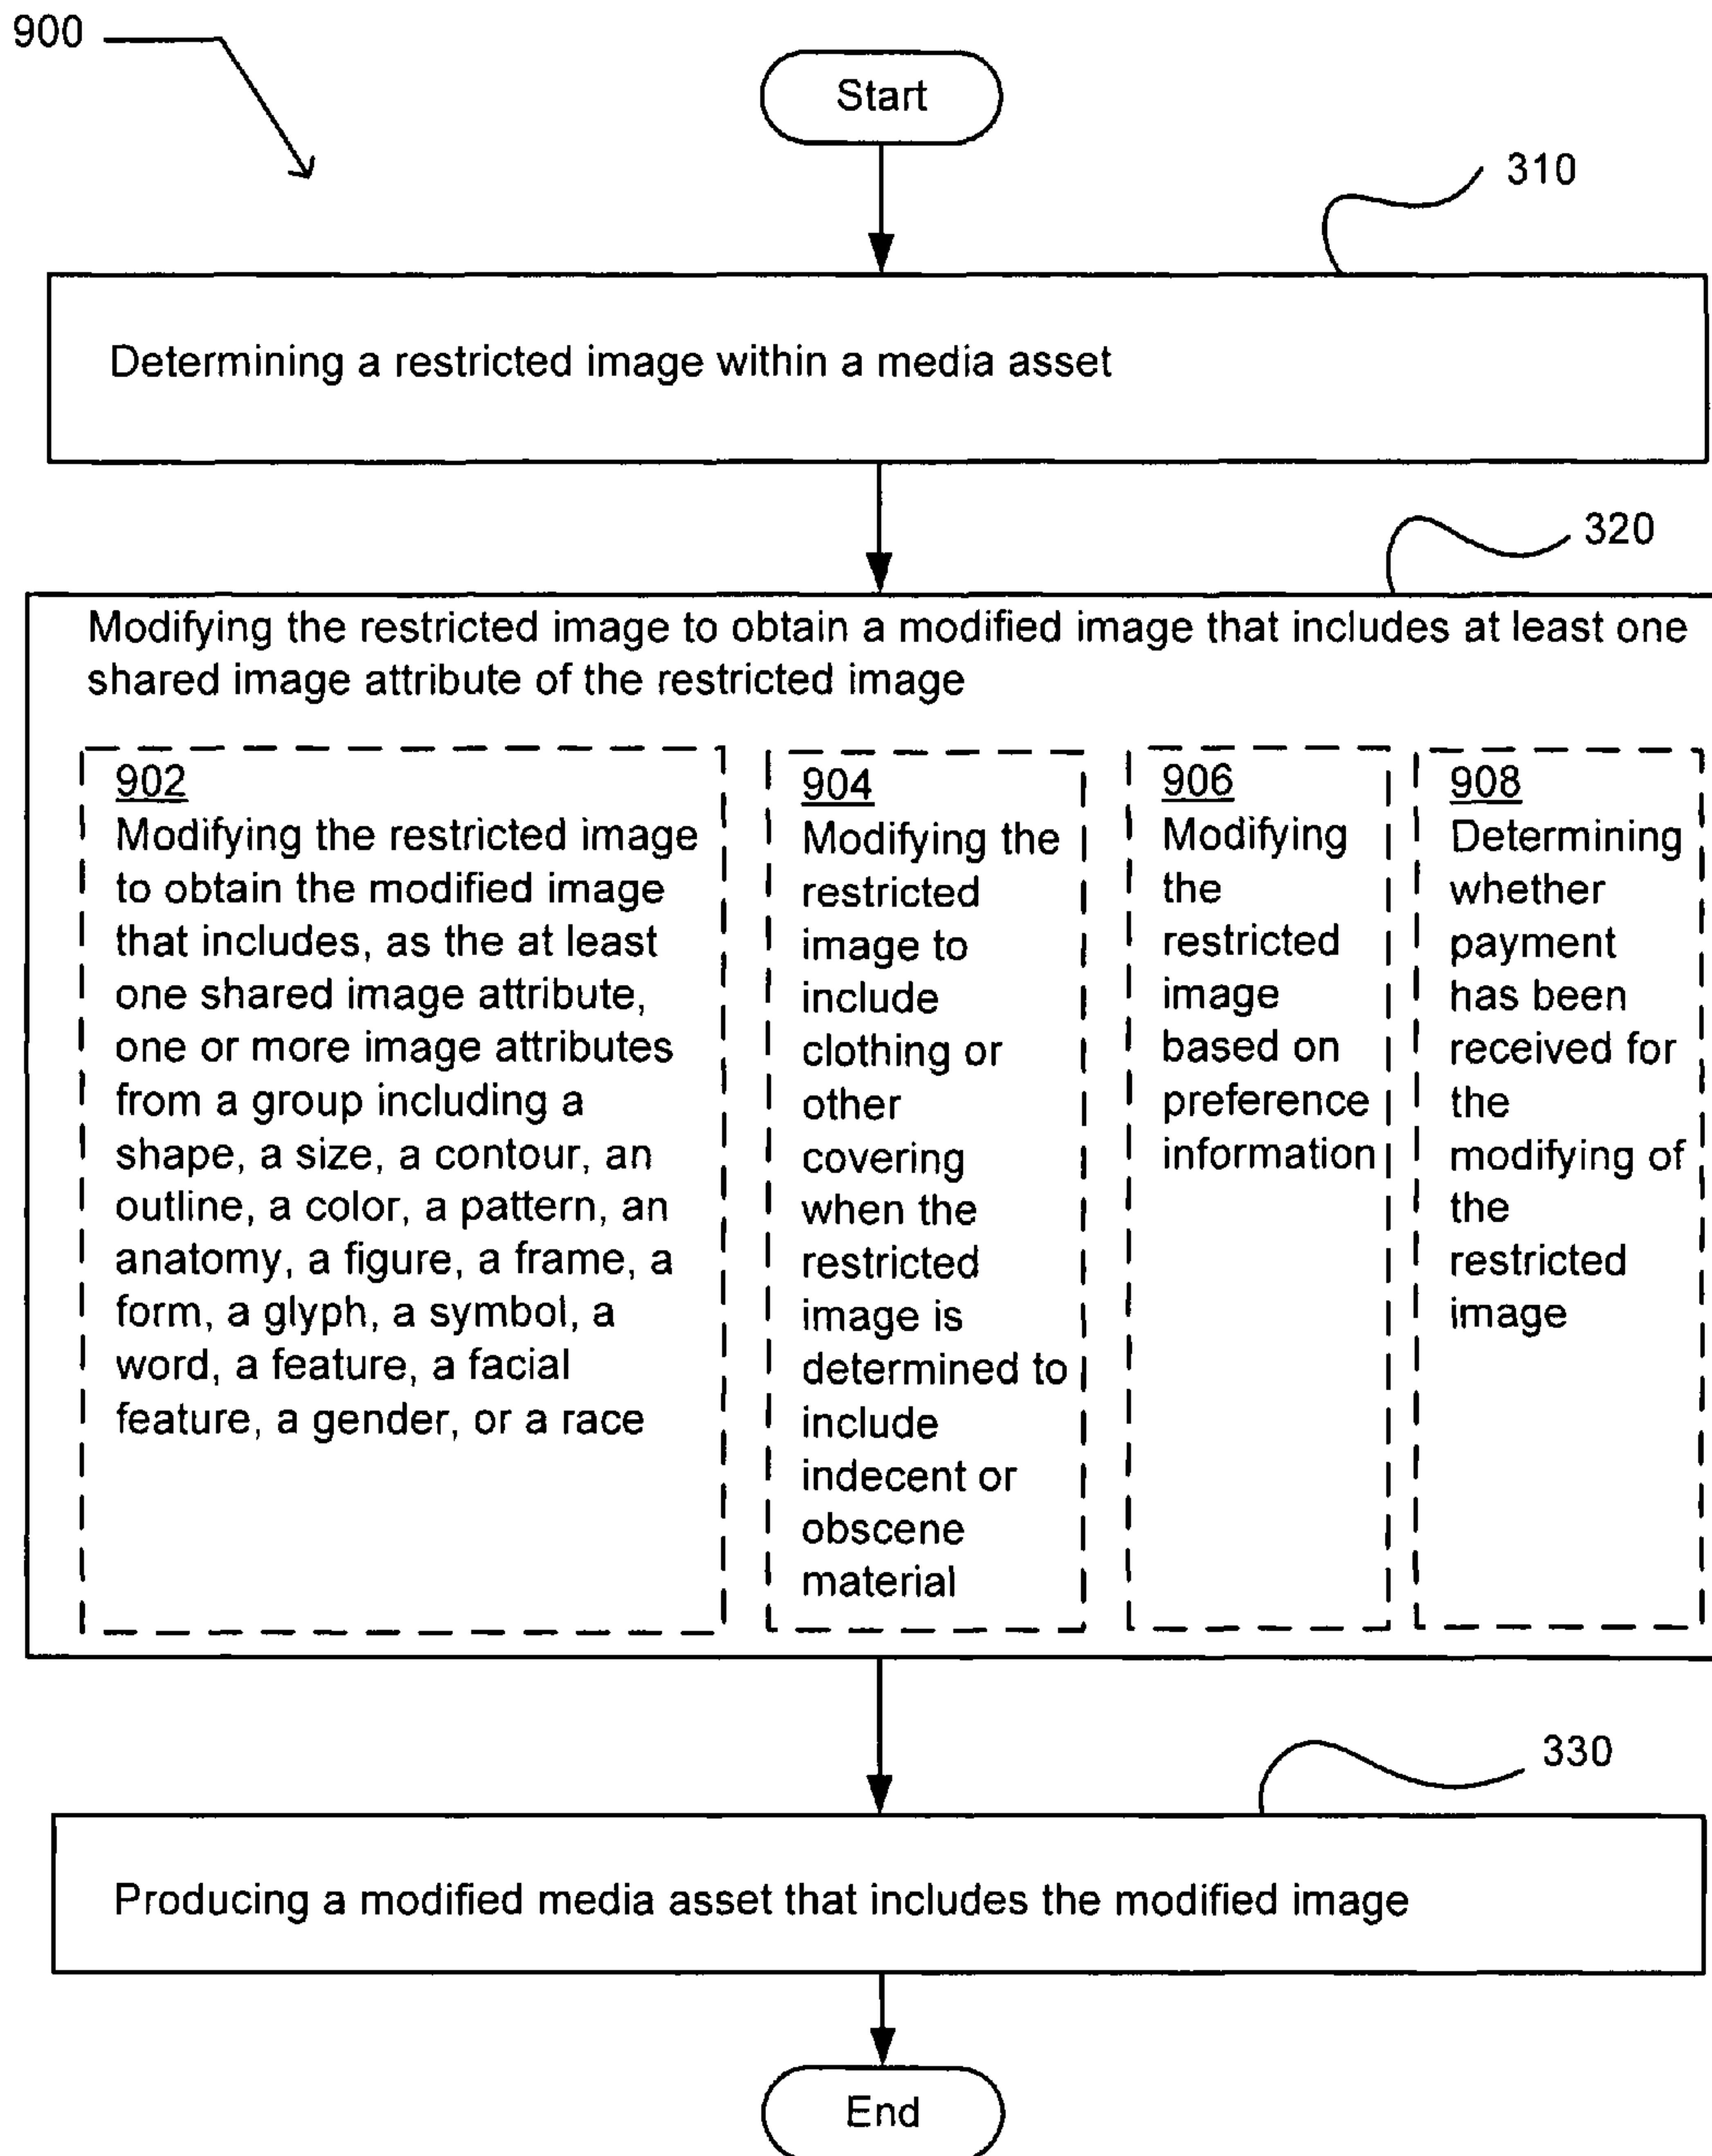 900
Start
310
Determining a restricted image within a media asset
320
Modifying the restricted image to obtain a modified image that includes at least one
shared image attribute of the restricted image
902
Modifying the restricted image
to obtain the modified image
that includes, as the at least
one shared image attribute,
one or more image attributes
from a group including a
shape, a size, a contour, an
outline, a color, a pattern, an
anatomy, a figure, a frame, a
form, a glyph, a symbol, a
word, a feature, a facial
feature, a gender, or a race
904
Modifying the
restricted
image to
include
clothing or
other
covering
when the
restricted
image is
determined to
include
indecent or
obscene
material
906
Modifying
the
restricted
image
based on
preference
information
908
Determining
whether
payment
has been
received for
the
modifying of
the
restricted
image
330
Producing a modified media asset that includes the modified image
End